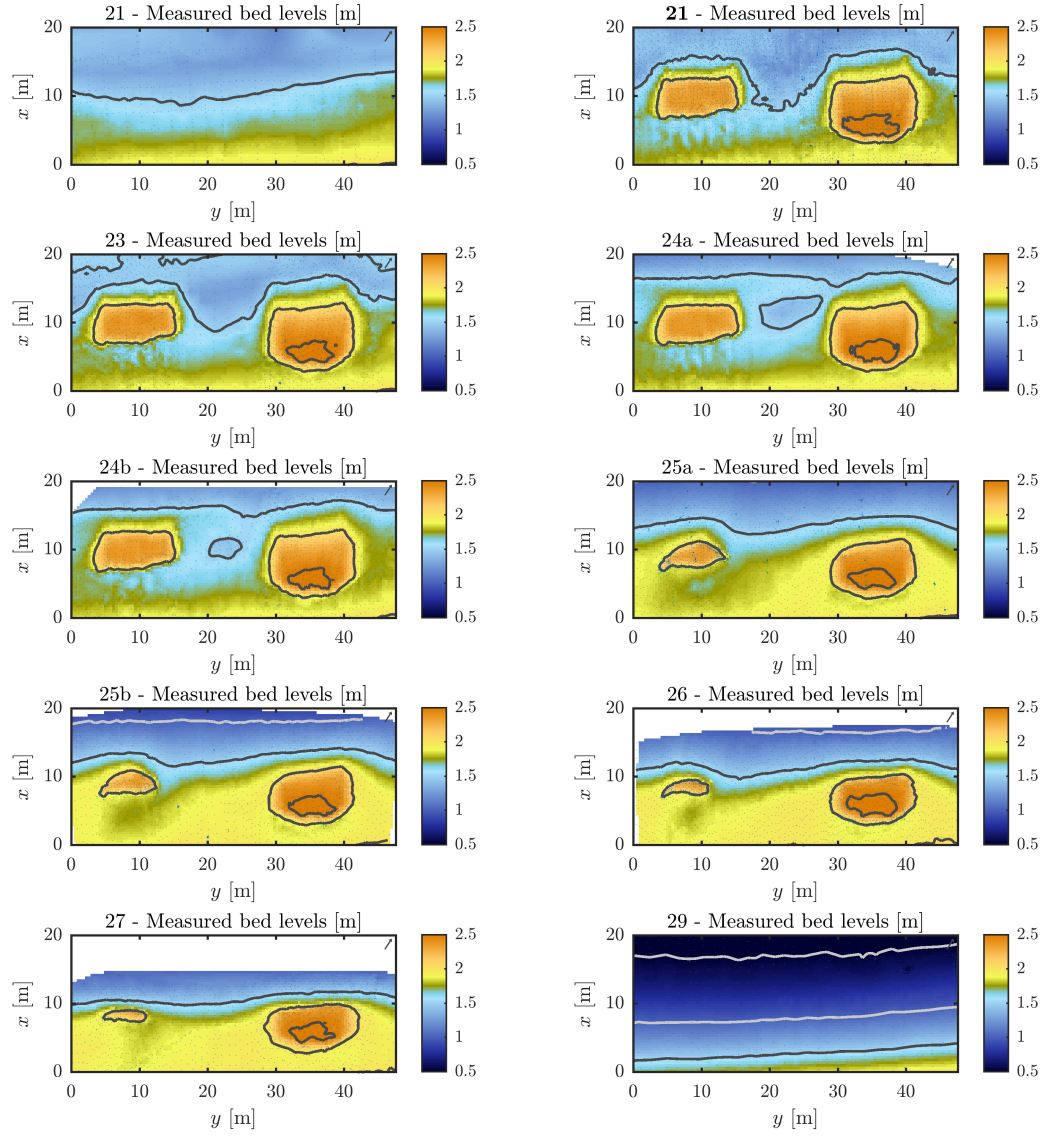 21 - Measured bed levels [m]
20
10
0
x [m]
0 10 20 30 40
y [m]
2.5
2
1.5
1
0.5
21 - Measured bed levels [m]
20
10
0
x [m]
0 10 20 30 40
y [m]
2.5
2
1.5
1
0.5
23 - Measured bed levels [m]
20
10
0
x [m]
0 10 20 30 40
y [m]
2.5
2
1.5
1
0.5
24a - Measured bed levels [m]
20
10
0
x [m]
0 10 20 30 40
y [m]
2.5
2
1.5
1
0.5
24b - Measured bed levels [m]
20
10
0
x [m]
0 10 20 30 40
y [m]
2.5
2
1.5
1
0.5
25a - Measured bed levels [m]
20
10
0
x [m]
0 10 20 30 40
y [m]
2.5
2
1.5
1
0.5
25b - Measured bed levels [m]
20
10
0
x [m]
0 10 20 30 40
y [m]
2.5
2
1.5
1
0.5
26 - Measured bed levels [m]
20
10
0
x [m]
0 10 20 30 40
y [m]
2.5
2
1.5
1
0.5
27 - Measured bed levels [m]
20
10
0
x [m]
0 10 20 30 40
y [m]
2.5
2
1.5
1
0.5
29 - Measured bed levels [m]
20
10
0
x [m]
0 10 20 30 40
y [m]
2.5
2
1.5
1
0.5